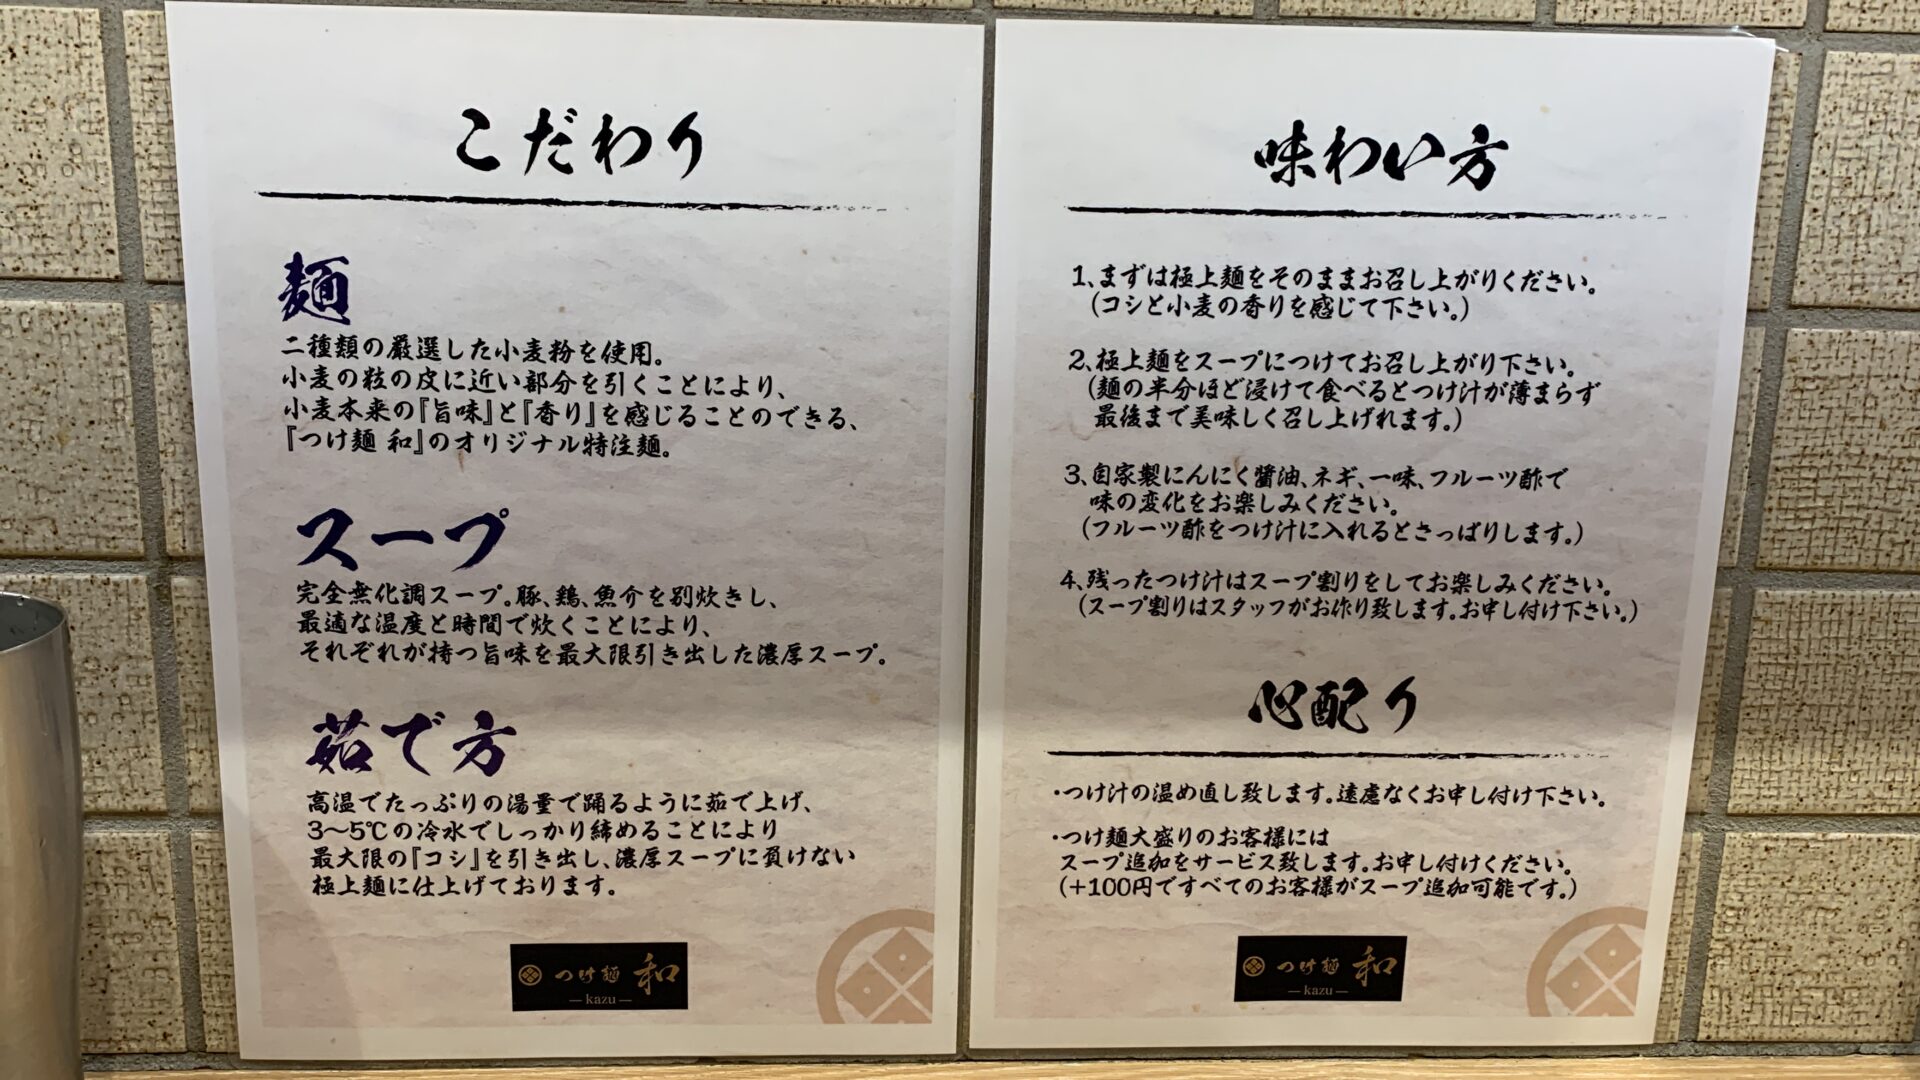 こだわり
麺
二種類の厳選した小麦粉を使用。
小麦の粒の皮に近い部分を引くことにより、
小麦本来の『旨味』と『香り』を感じることのできる、
『つけ麺 和』のオリジナル特注麺。
スープ
完全無化調スープ。豚、鶏、魚介を別炊きし、
最適な温度と時間で炊くことにより、
それぞれが持つ旨味を最大限引き出した濃厚スープ。
茹で方
高温でたっぷりの湯量で踊るように茹で上げ、
3〜5℃の冷水でしっかり締めることにより
最大限の『コシ』を引き出し、濃厚スープに負けない
極上麺に仕上げております。
つけ麺 和
— kazu —
味わい方
1、まずは極上麺をそのままお召し上がりください。
(コシと小麦の香りを感じて下さい。)
2、極上麺をスープにつけてお召し上がり下さい。
(麺の半分ほど浸けて食べるとつけ汁が薄まらず
最後まで美味しく召し上げれます。)
3、自家製にんにく醤油、ネギ、一味、フルーツ酢で
味の変化をお楽しみください。
(フルーツ酢をつけ汁に入れるとさっぱりします。)
4、残ったつけ汁はスープ割りをしてお楽しみください。
(スープ割りはスタッフがお作り致します。お申し付け下さい。)
心配り
・つけ汁の温め直し致します。遠慮なくお申し付け下さい。
・つけ麺大盛りのお客様には
スープ追加をサービス致します。お申し付けください。
(+100円ですべてのお客様がスープ追加可能です。)
つけ麺 和
— kazu —